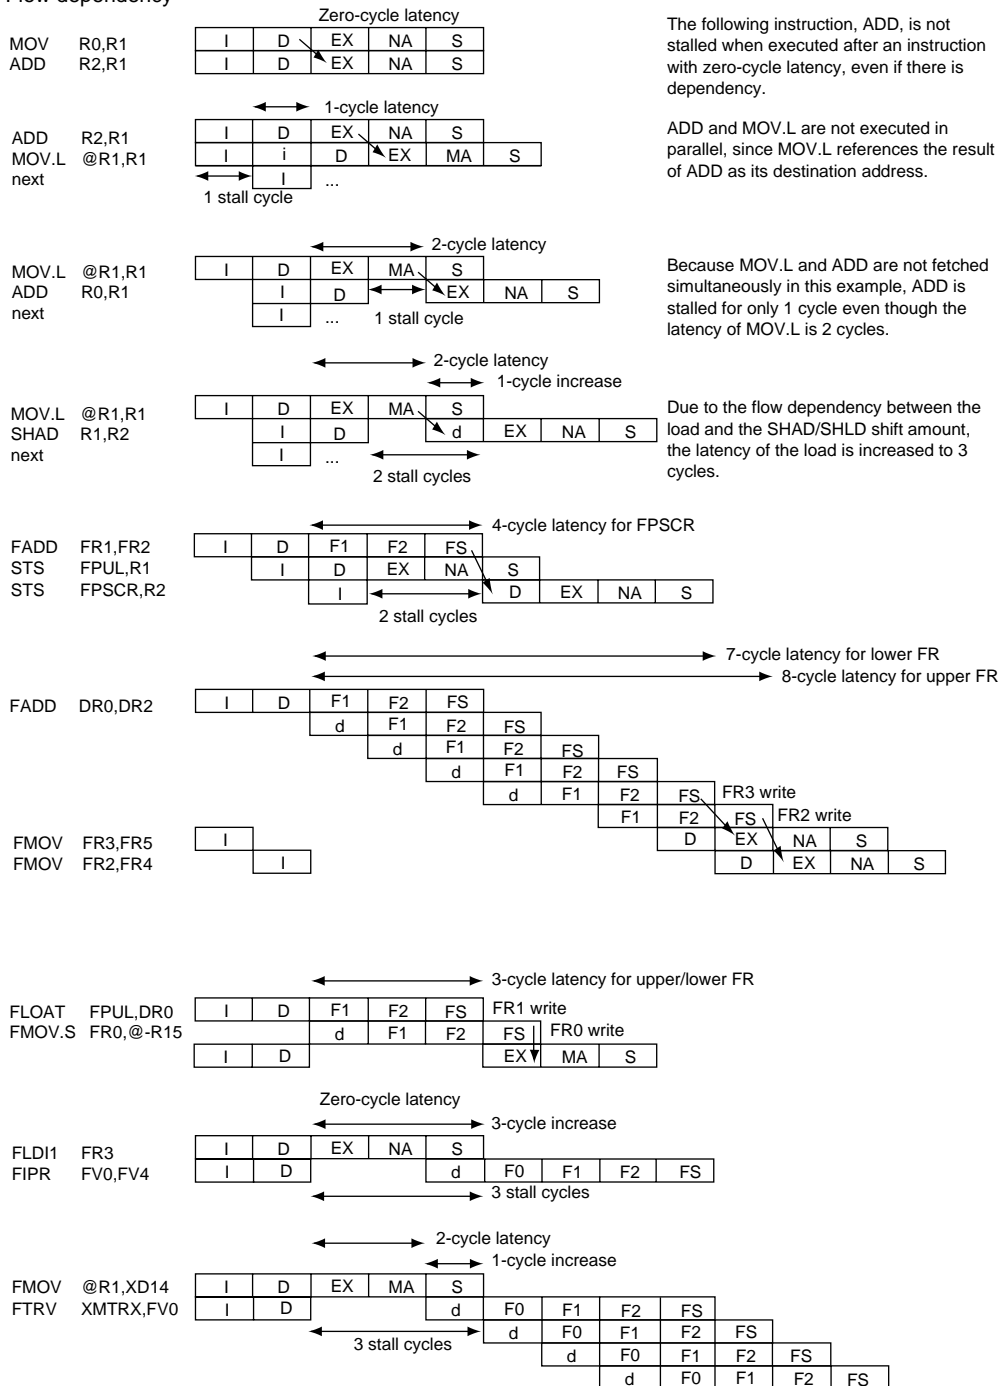 Flow dependency
Zero-cycle latency
MOV R0,R1 I D EX NA S
ADD R2,R1 I D EX NA S
The following instruction, ADD, is not
stalled when executed after an instruction
with zero-cycle latency, even if there is
dependency.
1-cycle latency
ADD R2,R1 I D EX NA S
MOV.L @R1,R1 I i D EX MA S
next I ...
1 stall cycle
ADD and MOV.L are not executed in
parallel, since MOV.L references the result
of ADD as its destination address.
2-cycle latency
MOV.L @R1,R1 I D EX MA S
ADD R0,R1 I D EX NA S
next I ... 1 stall cycle
Because MOV.L and ADD are not fetched
simultaneously in this example, ADD is
stalled for only 1 cycle even though the
latency of MOV.L is 2 cycles.
2-cycle latency
1-cycle increase
MOV.L @R1,R1 I D EX MA S
SHAD R1,R2 I D d EX NA S
next I ...
2 stall cycles
Due to the flow dependency between the
load and the SHAD/SHLD shift amount,
the latency of the load is increased to 3
cycles.
4-cycle latency for FPSCR
FADD FR1,FR2 I D F1 F2 FS
STS FPUL,R1 I D EX NA S
STS FPSCR,R2 I D EX NA S
2 stall cycles
7-cycle latency for lower FR
8-cycle latency for upper FR
FADD DR0,DR2 I D F1 F2 FS
d F1 F2 FS
d F1 F2 FS
d F1 F2 FS
d F1 F2 FS FR3 write
F1 F2 FS FR2 write
FMOV FR3,FR5 I D EX NA S
FMOV FR2,FR4 I D EX NA S
3-cycle latency for upper/lower FR
FLOAT FPUL,DR0 I D F1 F2 FS FR1 write
FMOV.S FR0,@-R15 d F1 F2 FS FR0 write
I D EX MA S
Zero-cycle latency
3-cycle increase
FLDI1 FR3 I D EX NA S
FIPR FV0,FV4 I D d F0 F1 F2 FS
3 stall cycles
2-cycle latency
1-cycle increase
FMOV @R1,XD14 I D EX MA S
FTRV XMTRX,FV0 I D d F0 F1 F2 FS
3 stall cycles d F0 F1 F2 FS
d F0 F1 F2 FS
d F0 F1 F2 FS